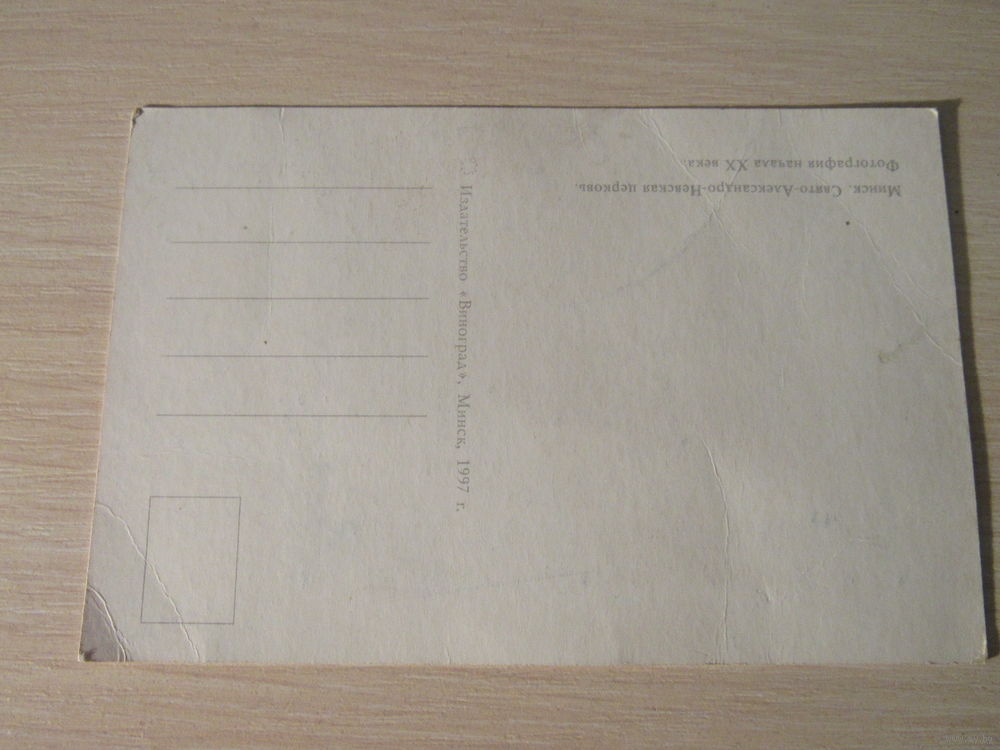 Минск. Свято-Александро-Невская церковь.
Фотография начала XX века.
Издательство «Виноград», Минск, 1997 г.